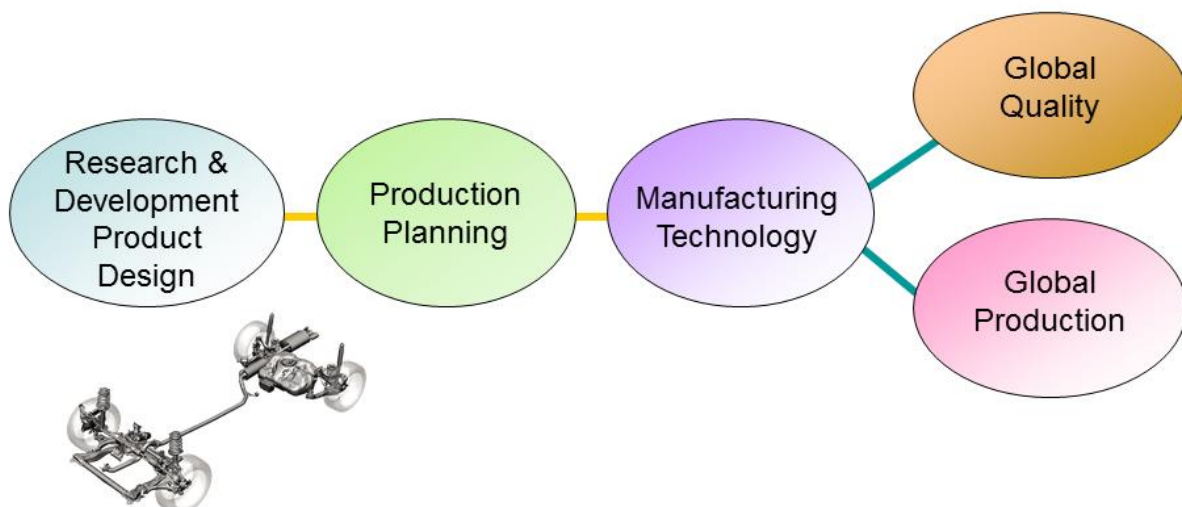 Research &
Development
Product
Design
Production
Planning
Manufacturing
Technology
Global
Quality
Global
Production